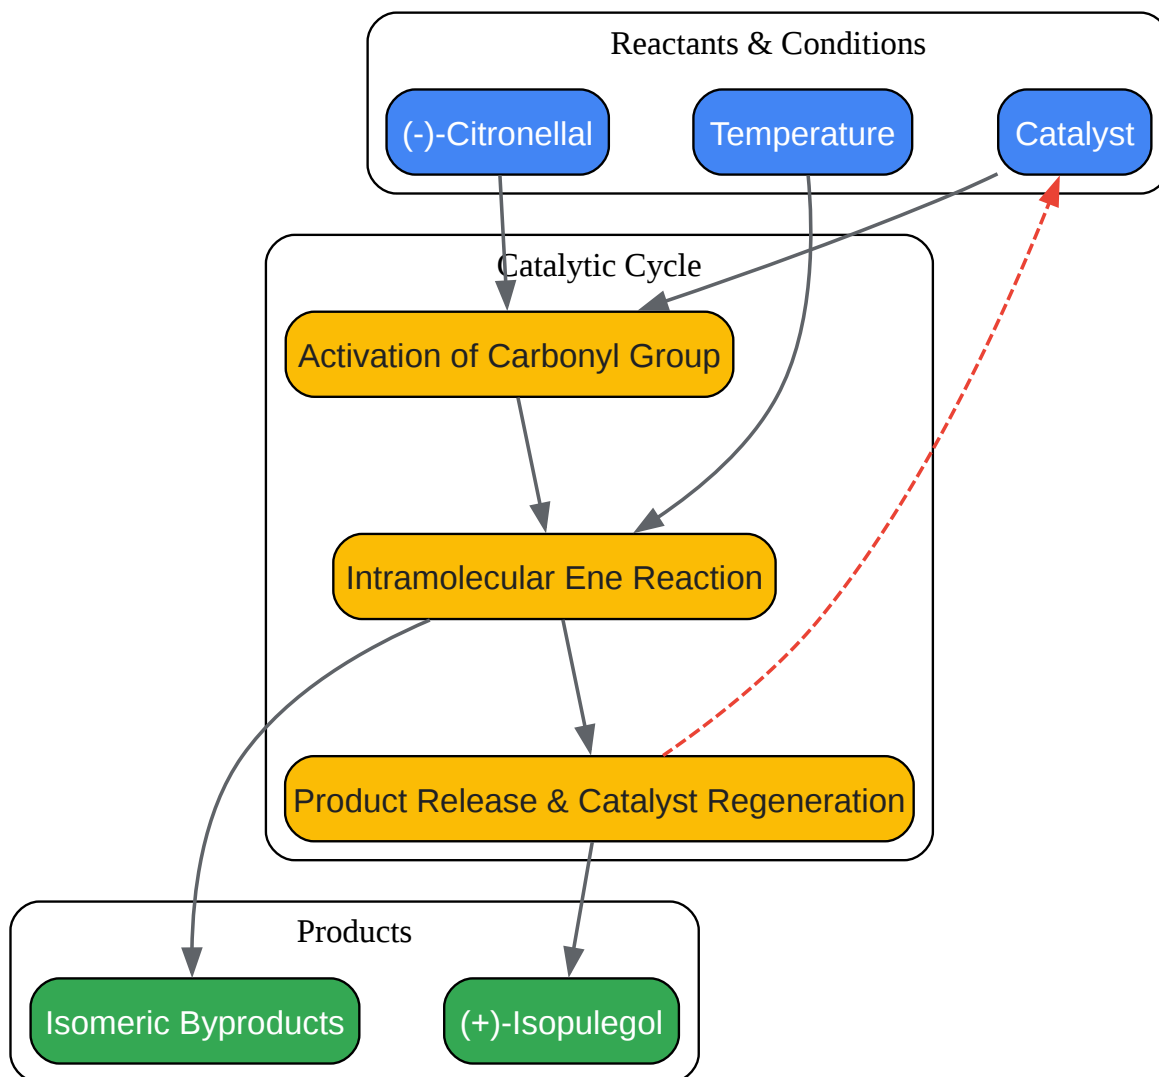 Reactants & Conditions
(-)-Citronellal
Temperature
Catalyst
Catalytic Cycle
Activation of Carbonyl Group
Intramolecular Ene Reaction
Product Release & Catalyst Regeneration
Products
Isomeric Byproducts
(+)-Isopulegol